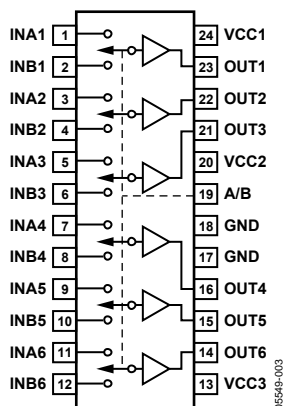 INA1 1 24 VCC1
INB1 2 23 OUT1
INA2 3 22 OUT2
INB2 4 21 OUT3
INA3 5 20 VCC2
INB3 6 19 A/B
INA4 7 18 GND
INB4 8 17 GND
INA5 9 16 OUT4
INB5 10 15 OUT5
INA6 11 14 OUT6
INB6 12 13 VCC3
05549-003